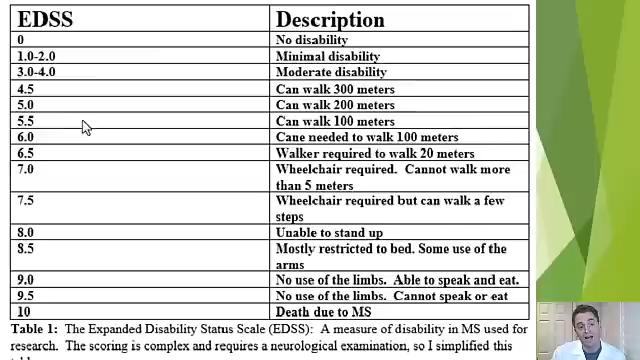 EDSS Description
0 No disability
1.0-2.0 Minimal disability
3.0-4.0 Moderate disability
4.5 Can walk 300 meters
5.0 Can walk 200 meters
5.5 Can walk 100 meters
6.0 Cane needed to walk 100 meters
6.5 Walker required to walk 20 meters
7.0 Wheelchair required. Cannot walk more
than 5 meters
7.5 Wheelchair required but can walk a few
steps
8.0 Unable to stand up
8.5 Mostly restricted to bed. Some use of the
arms
9.0 No use of the limbs. Able to speak and eat.
9.5 No use of the limbs. Cannot speak or eat
10 Death due to MS
Table 1: The Expanded Disability Status Scale (EDSS): A measure of disability in MS used for
research. The scoring is complex and requires a neurological examination, so I simplified this